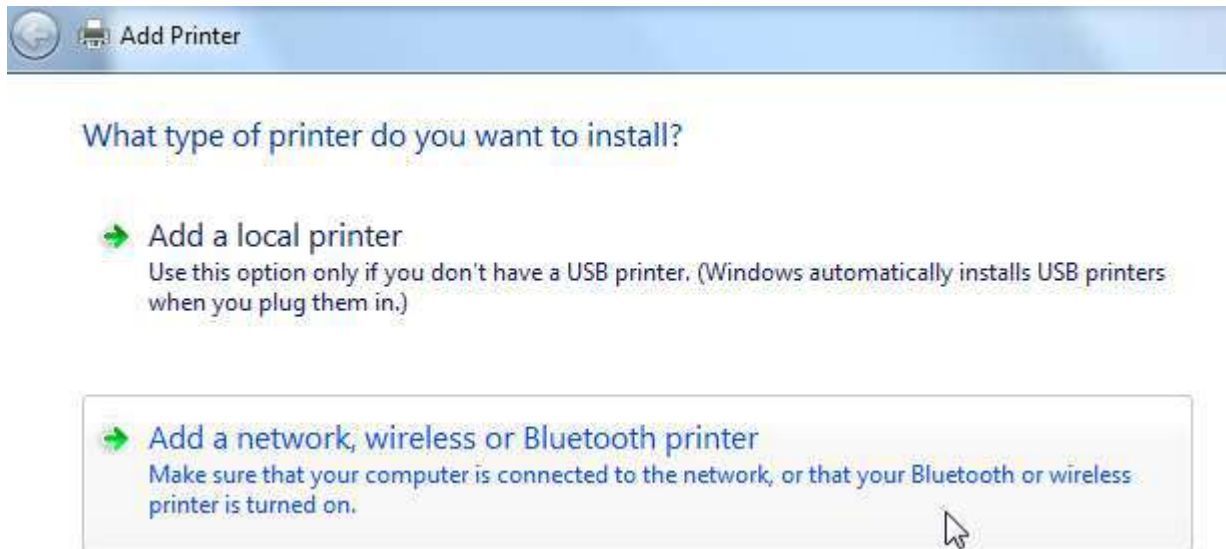 Add Printer
What type of printer do you want to install?
Add a local printer
Use this option only if you don't have a USB printer. (Windows automatically installs USB printers
when you plug them in.)
Add a network, wireless or Bluetooth printer
Make sure that your computer is connected to the network, or that your Bluetooth or wireless
printer is turned on.